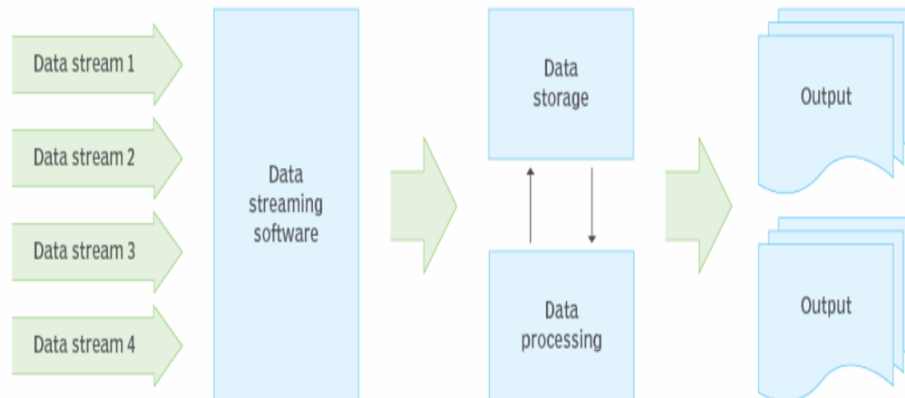 Data stream 1
Data stream 2
Data stream 3
Data stream 4
Data
streaming
software
Data
storage
Data
processing
Output
Output